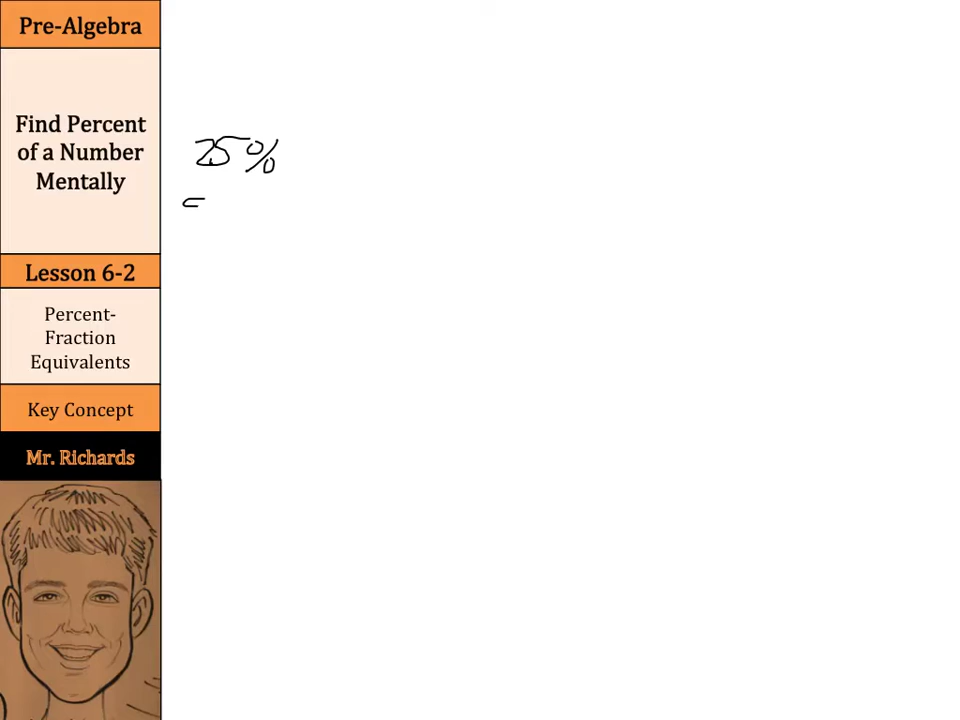 Pre-Algebra
Find Percent
of a Number
Mentally
Lesson 6-2
Percent-
Fraction
Equivalents
Key Concept
Mr. Richards
25%
=